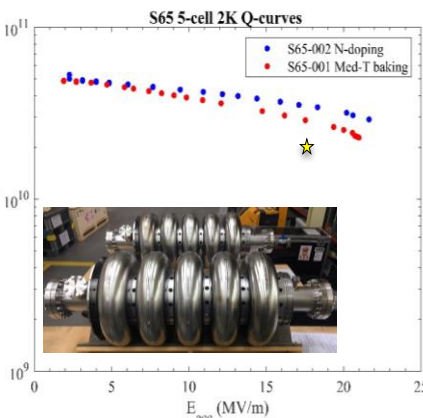 S65 5-cell 2K Q-curves
10^11
S65-002 N-doping
S65-001 Med-T baking
10^10
10^9
0 5 10 15 20 25
E (MV/m)